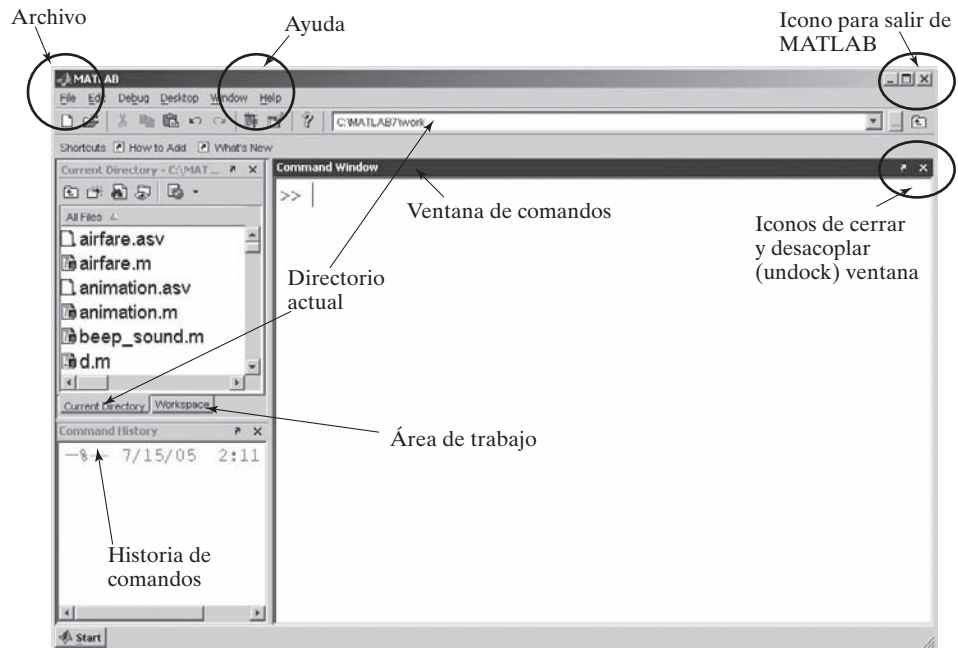 Archivo
Ayuda
Icono para salir de
MATLAB
MATLAB
File Edit Debug Desktop Window Help
C:\MATLAB7\work
Shortcuts How to Add What's New
Current Directory - C:\MAT...
Command Window
All Files
>>
airfare.asv
airfare.m
animation.asv
animation.m
beep_sound.m
d.m
Ventana de comandos
Iconos de cerrar
y desacoplar
(undock) ventana
Directorio
actual
Current Directory Workspace
Command History
Área de trabajo
-%-- 7/15/05 2:11
Historia de
comandos
Start